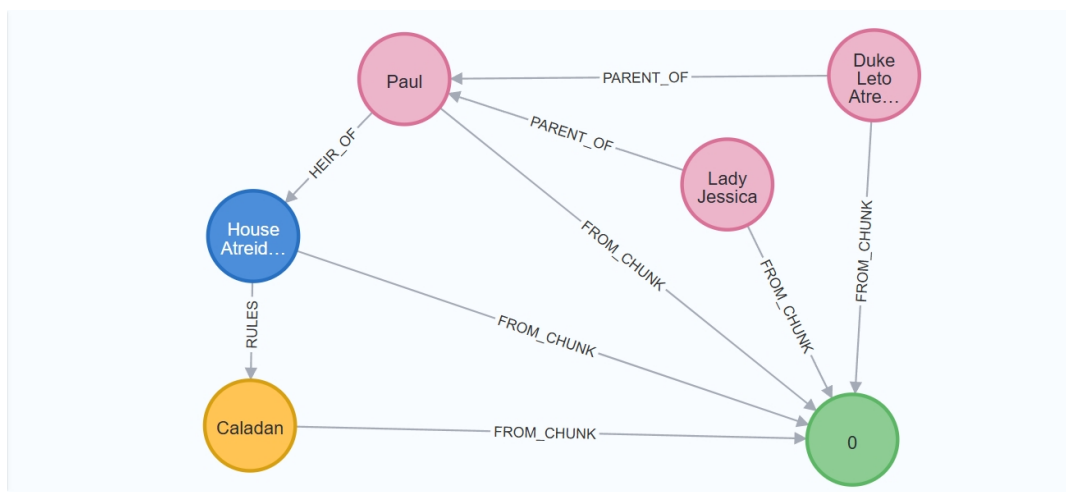 Paul
PARENT_OF
Duke
Leto
Atre…
PARENT_OF
Lady
Jessica
HEIR_OF
House
Atreid…
FROM_CHUNK
FROM_CHUNK
FROM_CHUNK
RULES
FROM_CHUNK
Caladan
FROM_CHUNK
0